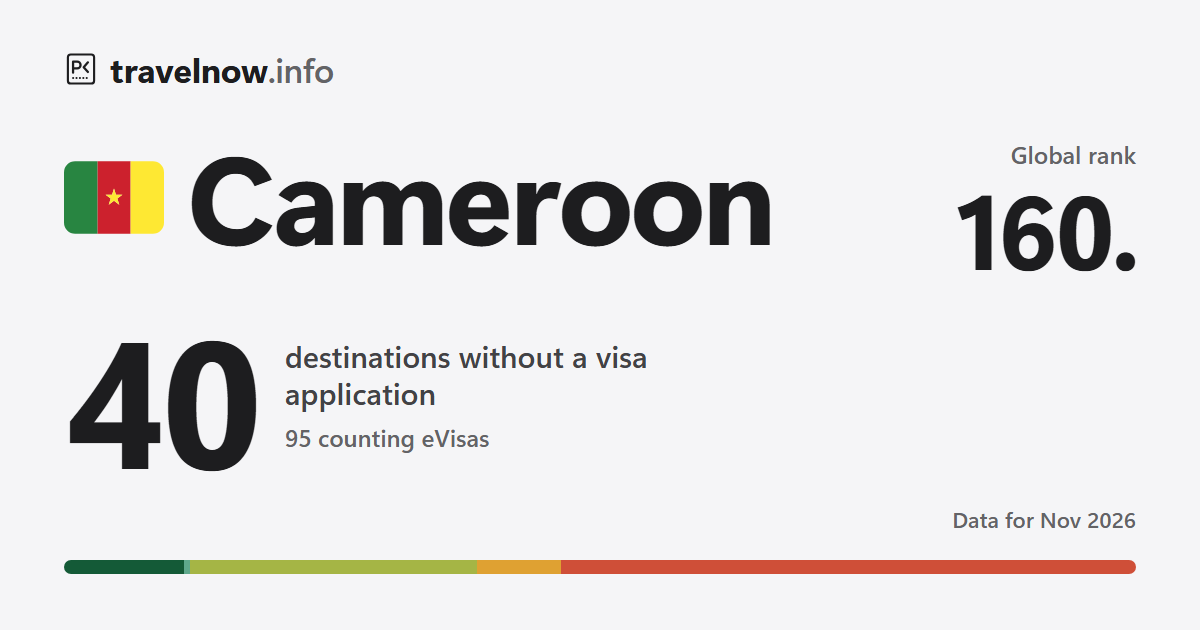 travelnow.info
Cameroon
Global rank
160.
40
destinations without a visa
application
95 counting eVisas
Data for Nov 2026